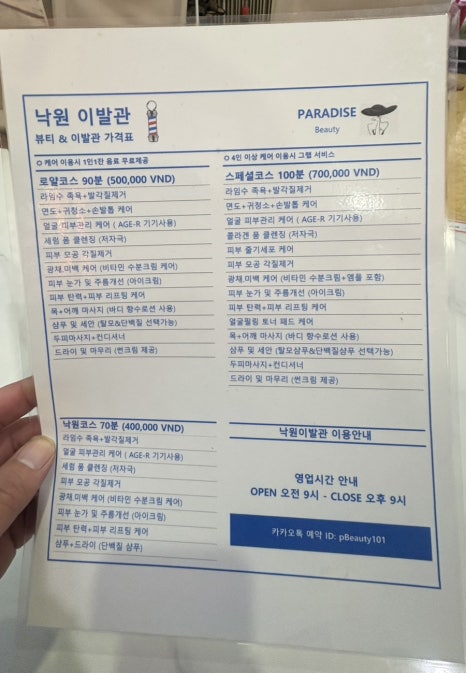 낙원 이발관
뷰티 & 이발관 가격표
PARADISE
Beauty
O 케어 이용시 1인1잔 음료 무료제공
O 4인 이상 케어 이용시 그랩 서비스
로얄코스 90분 (500,000 VND)
라임수 족욕+발각질제거
면도+귀청소+손발톱 케어
얼굴 피부관리 케어 ( AGE-R 기기사용)
세럼 폼 클렌징 (저자극)
피부 모공 각질제거
광채.미백 케어 (비타민 수분크림 케어)
피부 눈가 및 주름개선 (아이크림)
피부 탄력+피부 리프팅 케어
목+어깨 마사지 (바디 향수로션 사용)
샴푸 및 세안 (탈모&단백질 선택가능)
두피마사지+컨디셔너
드라이 및 마무리 (썬크림 제공)
스페셜코스 100분 (700,000 VND)
라임수 족욕+발각질제거
면도+귀청소+손발톱 케어
얼굴 피부관리 케어 ( AGE-R 기기사용)
콜라겐 폼 클렌징 (저자극)
피부 줄기세포 케어
피부 모공 각질제거
광채.미백 케어 (비타민 수분크림+앰플 포함)
피부 눈가 및 주름개선 (아이크림)
피부 탄력+피부 리프팅 케어
얼굴필링 토너 패드 케어
목+어깨 마사지 (바디 향수로션 사용)
샴푸 및 세안 (탈모샴푸&단백질샴푸 선택가능)
두피마사지+컨디셔너
드라이 및 마무리 (썬크림 제공)
낙원코스 70분 (400,000 VND)
라임수 족욕+발각질제거
얼굴 피부관리 케어 ( AGE-R 기기사용)
세럼 폼 클렌징 (저자극)
피부 모공 각질제거
광채.미백 케어 (비타민 수분크림 케어)
피부 눈가 및 주름개선 (아이크림)
피부 탄력+피부 리프팅 케어
샴푸+드라이 (단백질 샴푸)
낙원이발관 이용안내
영업시간 안내
OPEN 오전 9시 - CLOSE 오후 9시
카카오톡 예약 ID: pBeauty101